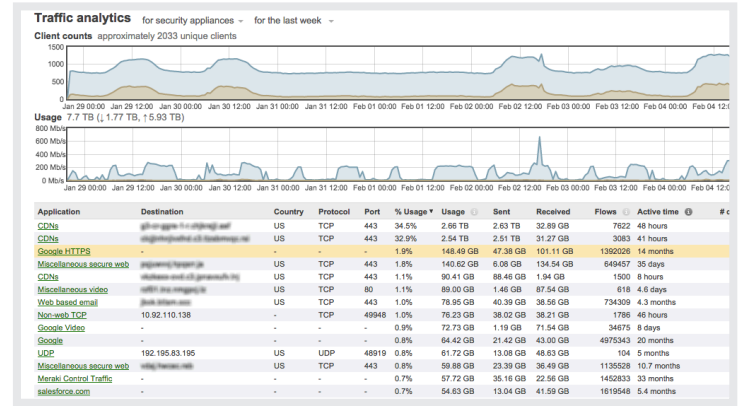 Traffic analytics for security appliances for the last week
Client counts approximately 2033 unique clients
1500
1000
500
0
Jan 29 00:00 Jan 29 12:00 Jan 30 00:00 Jan 30 12:00 Jan 31 00:00 Jan 31 12:00 Feb 01 00:00 Feb 01 12:00 Feb 02 00:00 Feb 02 12:00 Feb 03 00:00 Feb 03 12:00 Feb 04 00:00 Feb 04 12:0
Usage 7.7 TB (↓ 1.77 TB, ↑ 5.93 TB)
800 Mb/s
600 Mb/s
400 Mb/s
200 Mb/s
0 Mb/s
Jan 29 00:00 Jan 29 12:00 Jan 30 00:00 Jan 30 12:00 Jan 31 00:00 Jan 31 12:00 Feb 01 00:00 Feb 01 12:00 Feb 02 00:00 Feb 02 12:00 Feb 03 00:00 Feb 03 12:00 Feb 04 00:00 Feb 04 12:0
Application Destination Country Protocol Port % Usage ▼ Usage Sent Received Flows Active time # c
CDNs US TCP 443 34.5% 2.66 TB 2.63 TB 32.89 GB 7622 48 hours
CDNs US TCP 443 32.9% 2.54 TB 2.51 TB 31.27 GB 3083 41 hours
Google HTTPS - - - - 1.9% 148.49 GB 47.38 GB 101.11 GB 1392026 14 months
Miscellaneous secure web - TCP 443 1.8% 140.62 GB 6.08 GB 134.54 GB 649457 35 days
CDNs US TCP 443 1.1% 90.41 GB 88.46 GB 1.94 GB 1500 8 hours
Miscellaneous video US TCP 80 1.1% 89.00 GB 1.46 GB 87.54 GB 618 4.6 days
Web based email US TCP 443 1.0% 78.95 GB 40.39 GB 38.56 GB 734309 4.3 months
Non-web TCP 10.92.110.138 - TCP 49948 1.0% 76.23 GB 38.02 GB 38.21 GB 1786 46 hours
Google Video - - - - 0.9% 72.73 GB 1.19 GB 71.54 GB 34675 8 days
Google - - - - 0.8% 64.42 GB 21.42 GB 43.00 GB 4975343 20 months
UDP 192.195.83.195 US UDP 48919 0.8% 61.72 GB 13.08 GB 48.63 GB 104 5 months
Miscellaneous secure web US TCP 443 0.8% 59.88 GB 23.39 GB 36.49 GB 1135528 10.7 months
Meraki Control Traffic - - - - 0.7% 57.72 GB 35.16 GB 22.56 GB 1452833 33 months
salesforce.com - - - - 0.7% 54.63 GB 13.04 GB 41.59 GB 1619548 5.4 months